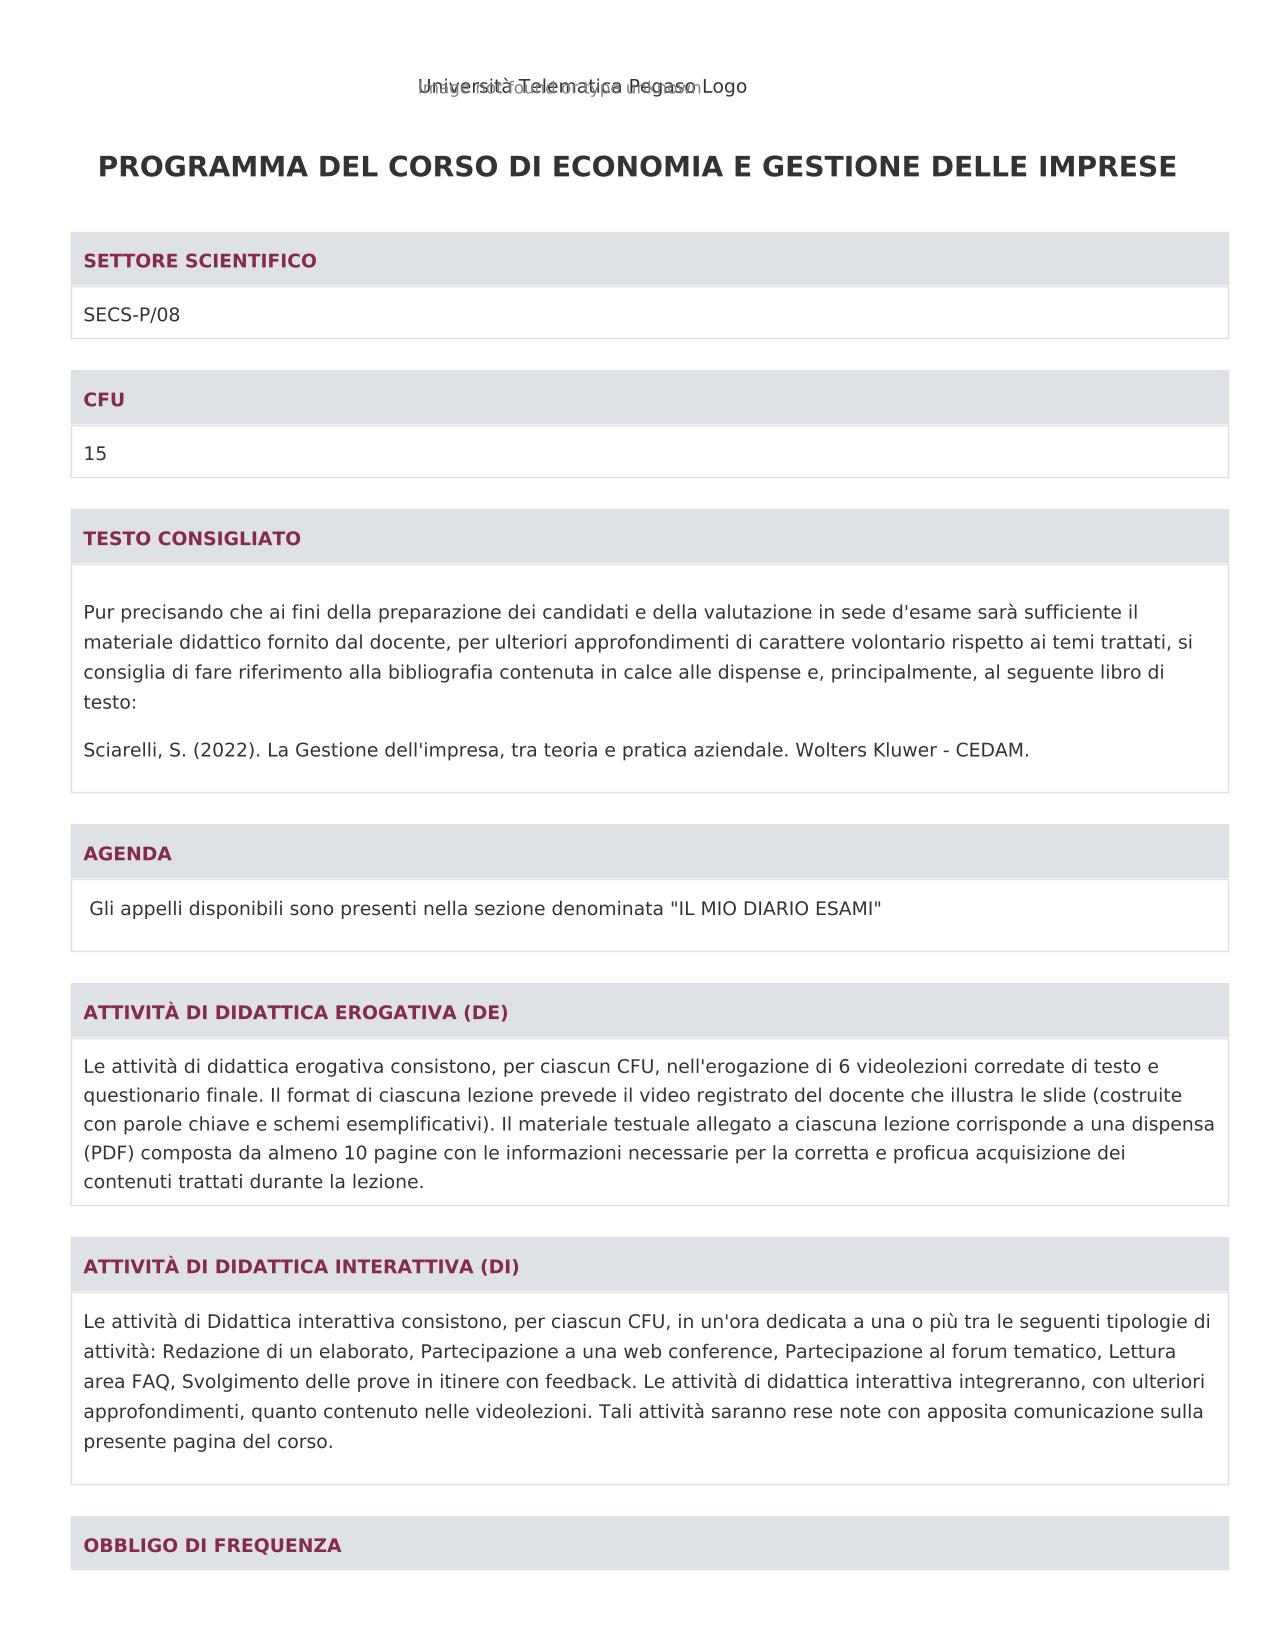 Università Telematica Pegaso Logo
Image not found or type unknown
PROGRAMMA DEL CORSO DI ECONOMIA E GESTIONE DELLE IMPRESE
SETTORE SCIENTIFICO
SECS-P/08
CFU
15
TESTO CONSIGLIATO
Pur precisando che ai fini della preparazione dei candidati e della valutazione in sede d'esame sarà sufficiente il
materiale didattico fornito dal docente, per ulteriori approfondimenti di carattere volontario rispetto ai temi trattati, si
consiglia di fare riferimento alla bibliografia contenuta in calce alle dispense e, principalmente, al seguente libro di
testo:
Sciarelli, S. (2022). La Gestione dell'impresa, tra teoria e pratica aziendale. Wolters Kluwer - CEDAM.
AGENDA
Gli appelli disponibili sono presenti nella sezione denominata "IL MIO DIARIO ESAMI"
ATTIVITÀ DI DIDATTICA EROGATIVA (DE)
Le attività di didattica erogativa consistono, per ciascun CFU, nell'erogazione di 6 videolezioni corredate di testo e
questionario finale. Il format di ciascuna lezione prevede il video registrato del docente che illustra le slide (costruite
con parole chiave e schemi esemplificativi). Il materiale testuale allegato a ciascuna lezione corrisponde a una dispensa
(PDF) composta da almeno 10 pagine con le informazioni necessarie per la corretta e proficua acquisizione dei
contenuti trattati durante la lezione.
ATTIVITÀ DI DIDATTICA INTERATTIVA (DI)
Le attività di Didattica interattiva consistono, per ciascun CFU, in un'ora dedicata a una o più tra le seguenti tipologie di
attività: Redazione di un elaborato, Partecipazione a una web conference, Partecipazione al forum tematico, Lettura
area FAQ, Svolgimento delle prove in itinere con feedback. Le attività di didattica interattiva integreranno, con ulteriori
approfondimenti, quanto contenuto nelle videolezioni. Tali attività saranno rese note con apposita comunicazione sulla
presente pagina del corso.
OBBLIGO DI FREQUENZA